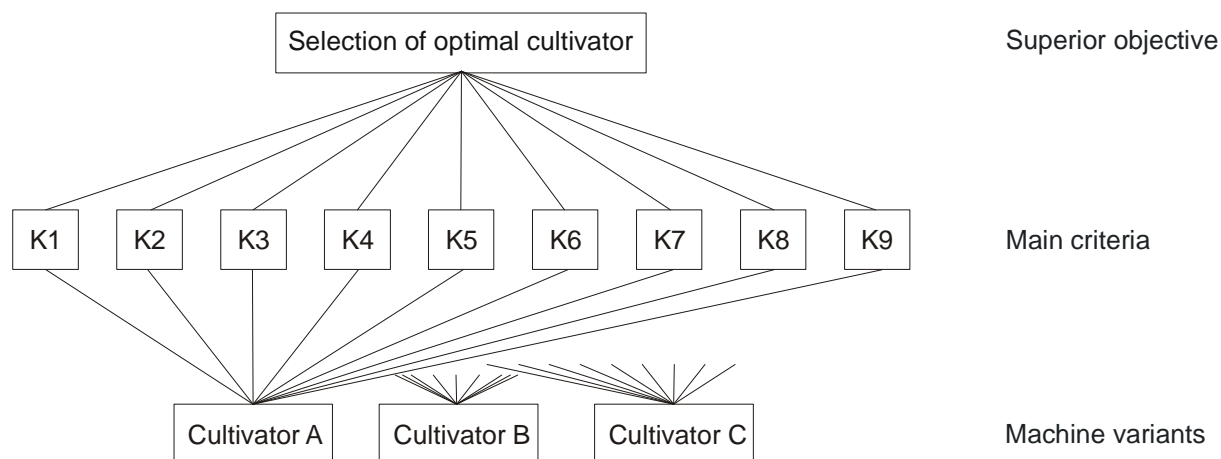 Selection of optimal cultivator
Superior objective
K1 K2 K3 K4 K5 K6 K7 K8 K9
Main criteria
Cultivator A Cultivator B Cultivator C
Machine variants